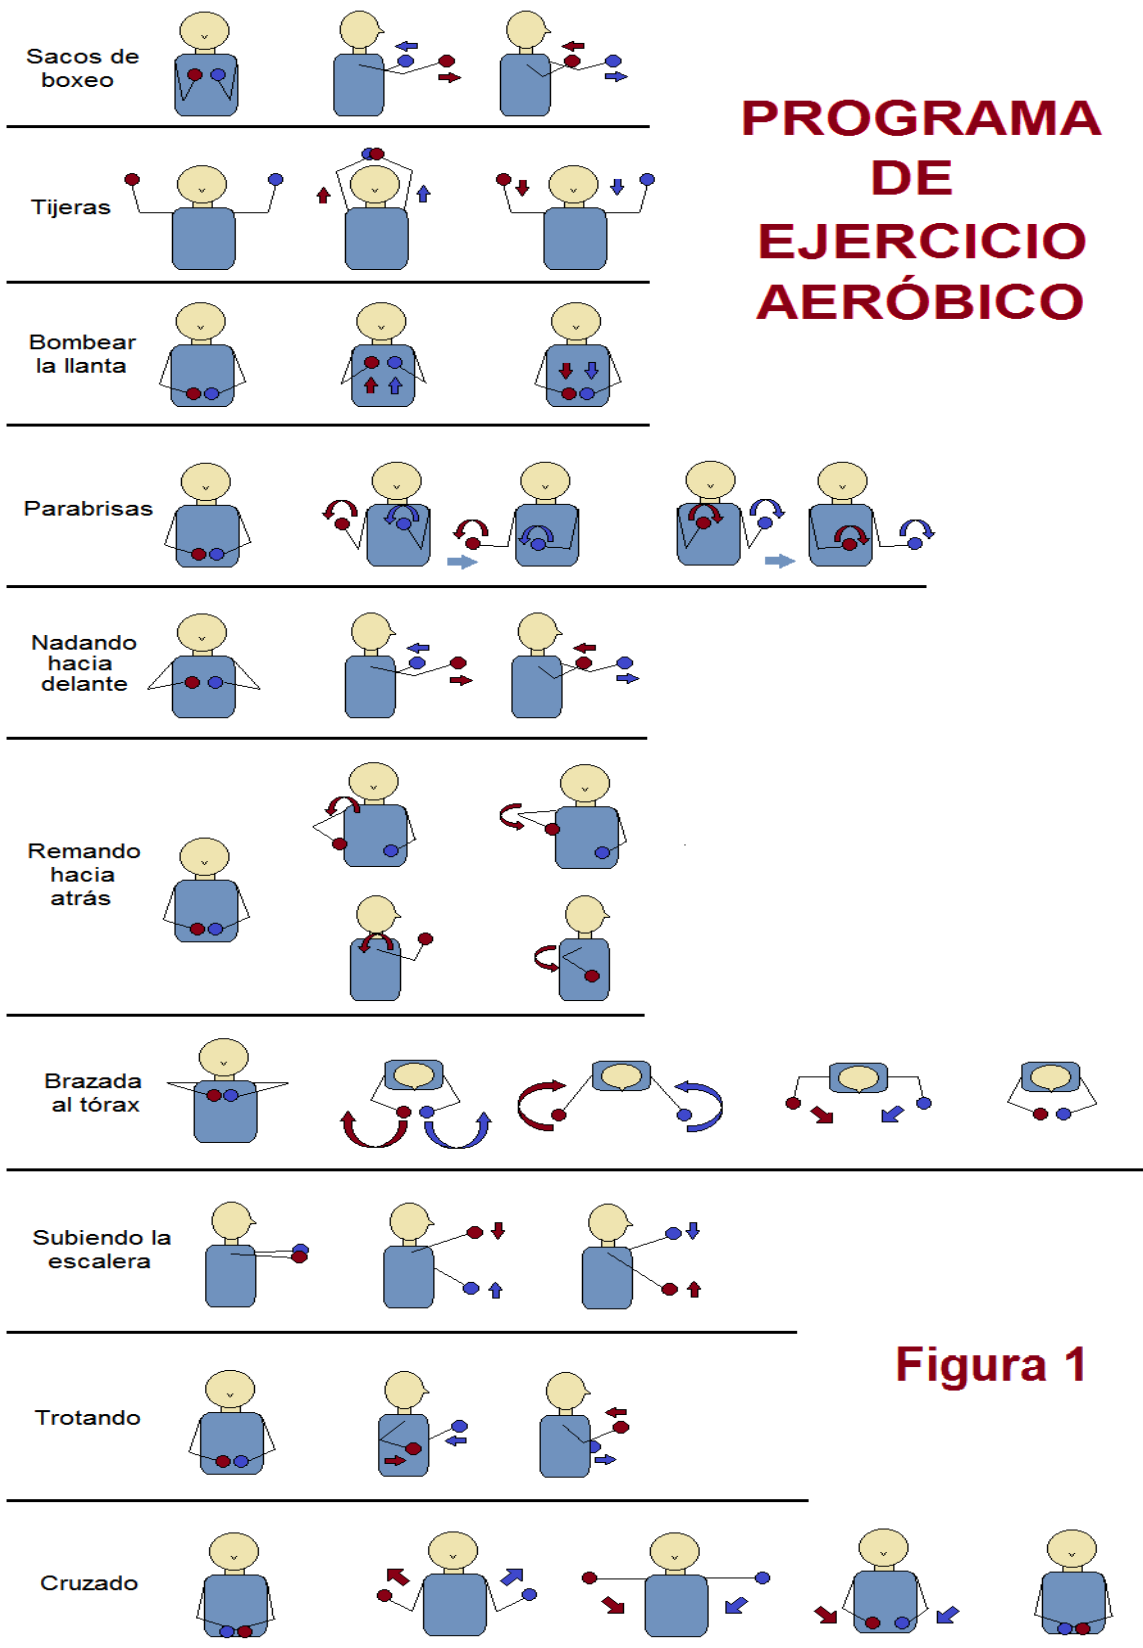 Sacos de
boxeo
PROGRAMA
DE
EJERCICIO
AERÓBICO
Tijeras
Bombear
la llanta
Parabrisas
Nadando
hacia
delante
Remando
hacia
atrás
Brazada
al tórax
Subiendo la
escalera
Figura 1
Trotando
Cruzado